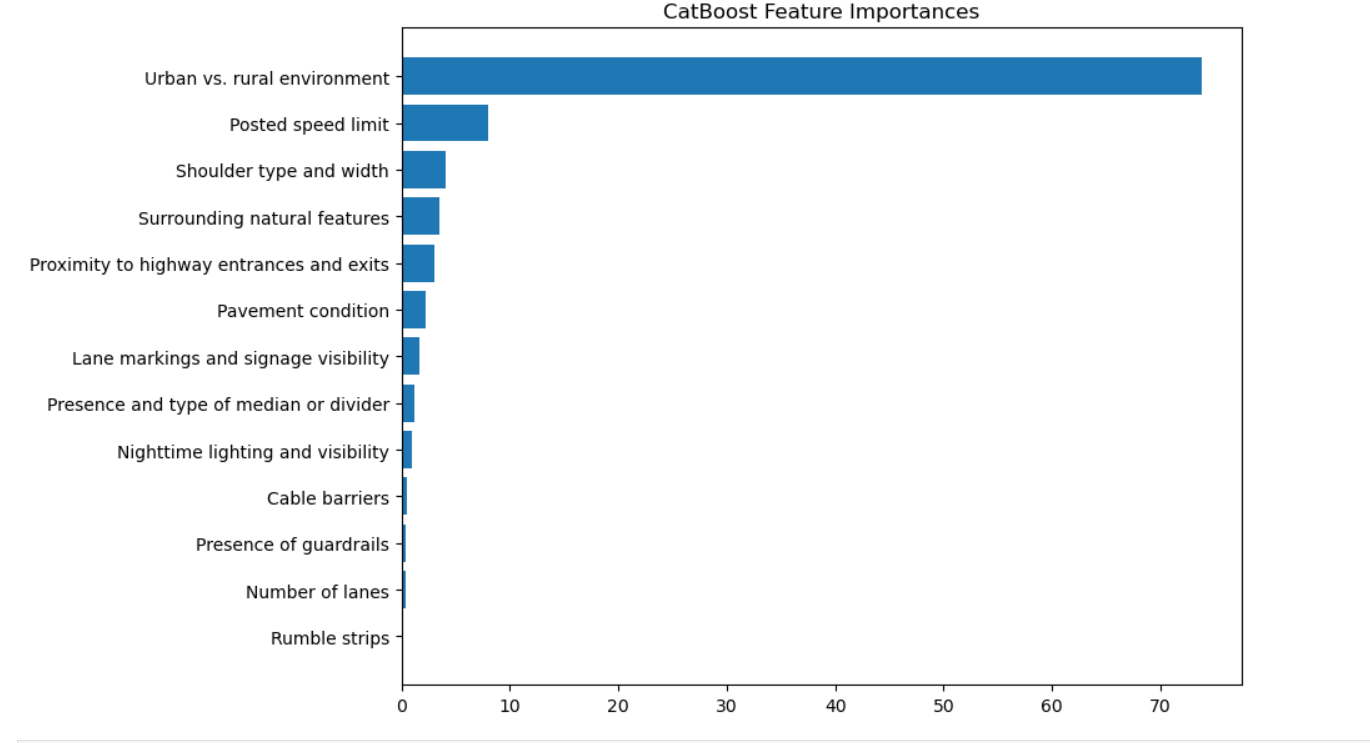 CatBoost Feature Importances
Urban vs. rural environment
Posted speed limit
Shoulder type and width
Surrounding natural features
Proximity to highway entrances and exits
Pavement condition
Lane markings and signage visibility
Presence and type of median or divider
Nighttime lighting and visibility
Cable barriers
Presence of guardrails
Number of lanes
Rumble strips
0 10 20 30 40 50 60 70